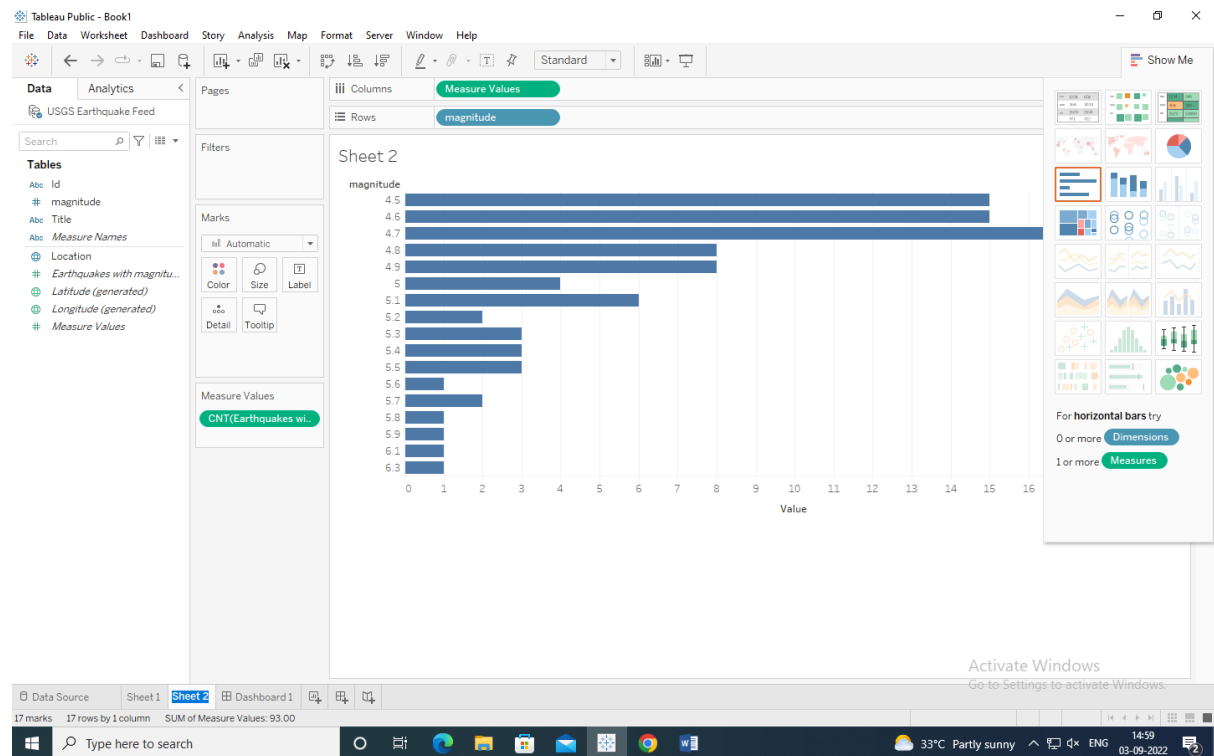 Tableau Public - Book1
File Data Worksheet Dashboard Story Analysis Map Format Server Window Help
Standard
Show Me
Data Analytics
USGS Earthquake Feed
Search
Tables
Abc Id
# magnitude
Abc Title
Abc Measure Names
Location
# Earthquakes with magnitu...
Latitude (generated)
Longitude (generated)
# Measure Values
Pages
Filters
Marks
Automatic
Color Size Label
Detail Tooltip
Measure Values
CNT(Earthquakes wi..
Columns Measure Values
Rows magnitude
Sheet 2
magnitude
4.5
4.6
4.7
4.8
4.9
5
5.1
5.2
5.3
5.4
5.5
5.6
5.7
5.8
5.9
6.1
6.3
0 1 2 3 4 5 6 7 8 9 10 11 12 13 14 15 16
Value
For horizontal bars try
0 or more Dimensions
1 or more Measures
Activate Windows
Go to Settings to activate Windows.
Data Source Sheet 1 Sheet 2 Dashboard 1
17 marks 17 rows by 1 column SUM of Measure Values: 93.00
Type here to search
33°C Partly sunny ENG 14:59
03-09-2022 2